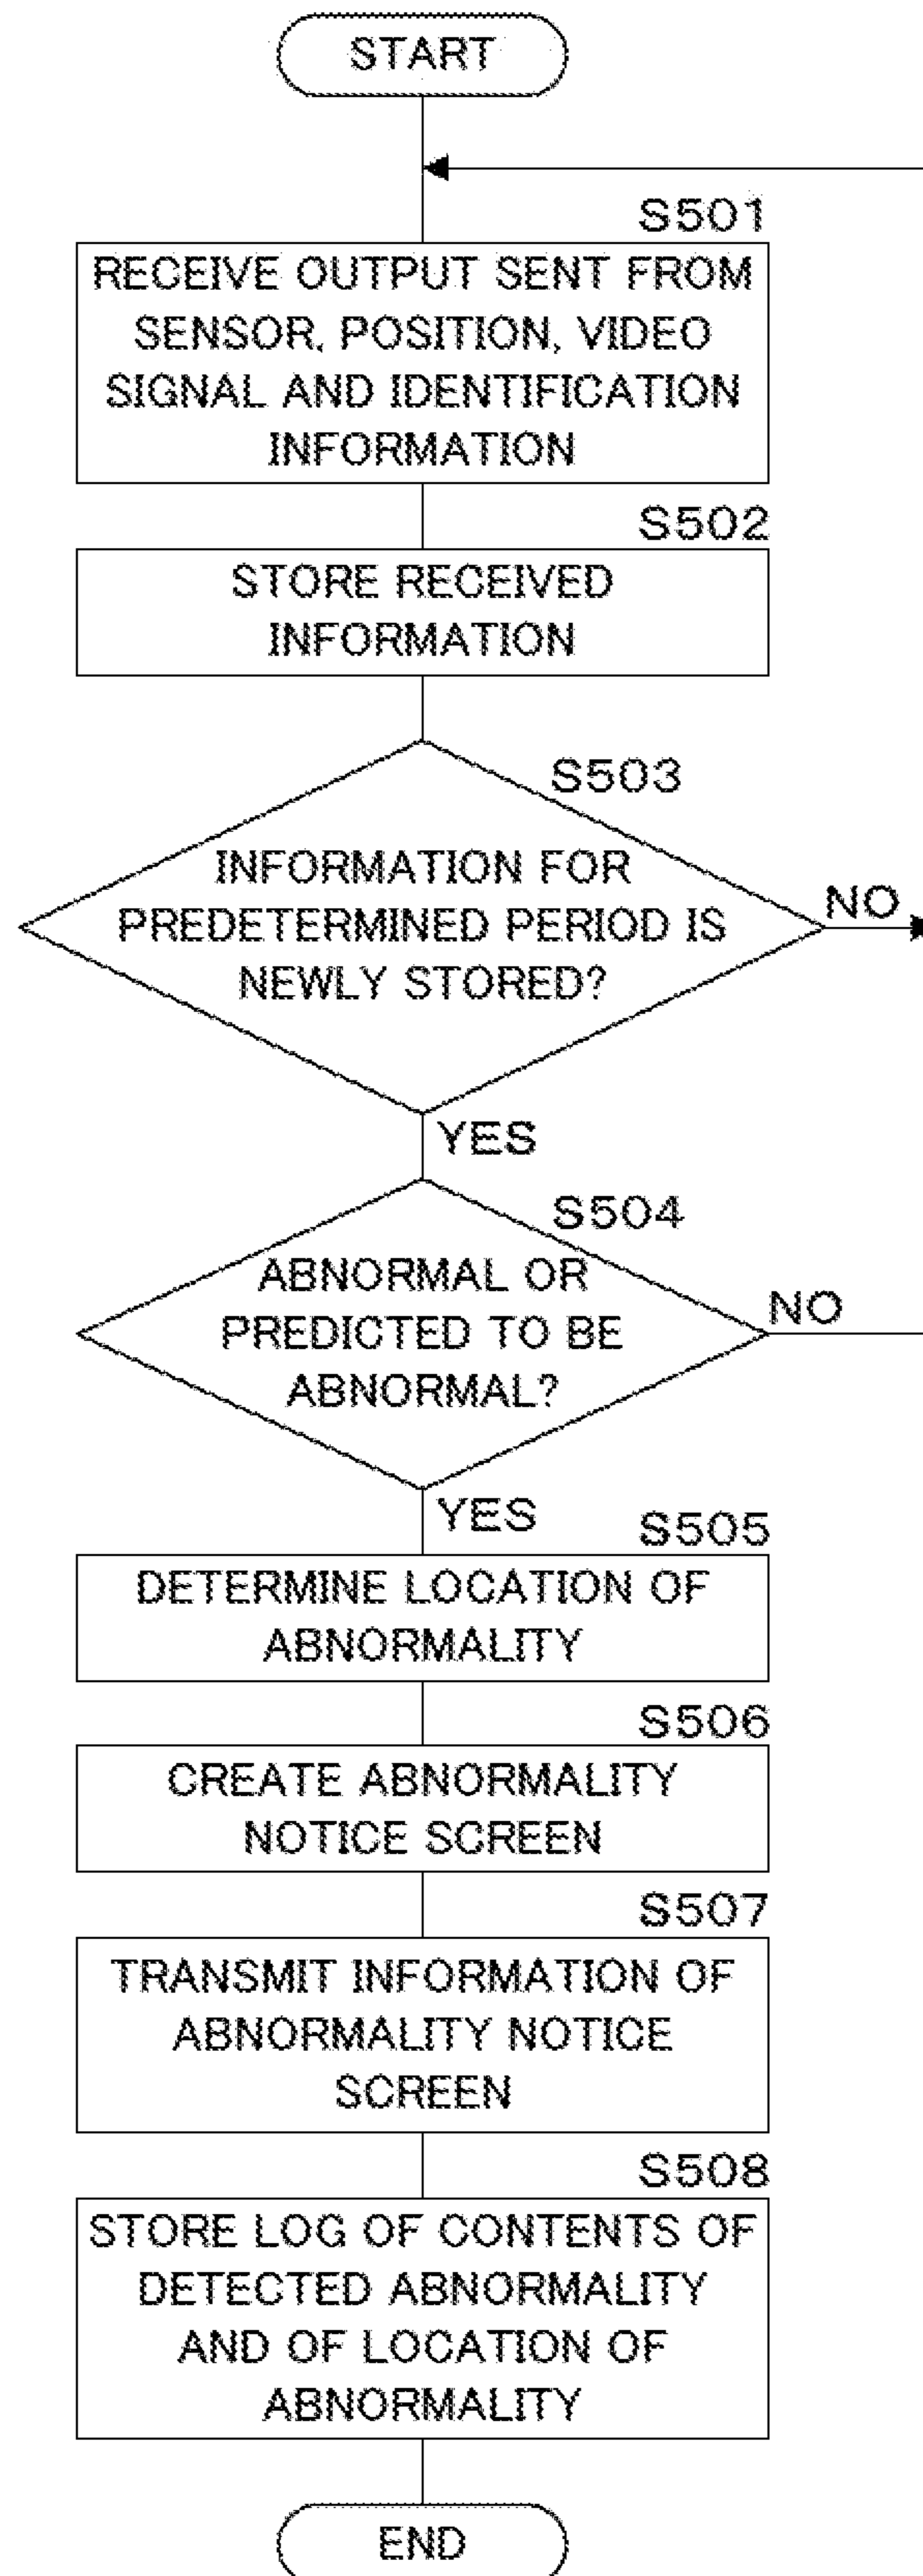 START
S501
RECEIVE OUTPUT SENT FROM
SENSOR, POSITION, VIDEO
SIGNAL AND IDENTIFICATION
INFORMATION
S502
STORE RECEIVED
INFORMATION
S503
INFORMATION FOR
PREDETERMINED PERIOD IS
NEWLY STORED?
NO
YES
S504
ABNORMAL OR
PREDICTED TO BE
ABNORMAL?
NO
YES
S505
DETERMINE LOCATION OF
ABNORMALITY
S506
CREATE ABNORMALITY
NOTICE SCREEN
S507
TRANSMIT INFORMATION OF
ABNORMALITY NOTICE
SCREEN
S508
STORE LOG OF CONTENTS OF
DETECTED ABNORMALITY
AND OF LOCATION OF
ABNORMALITY
END